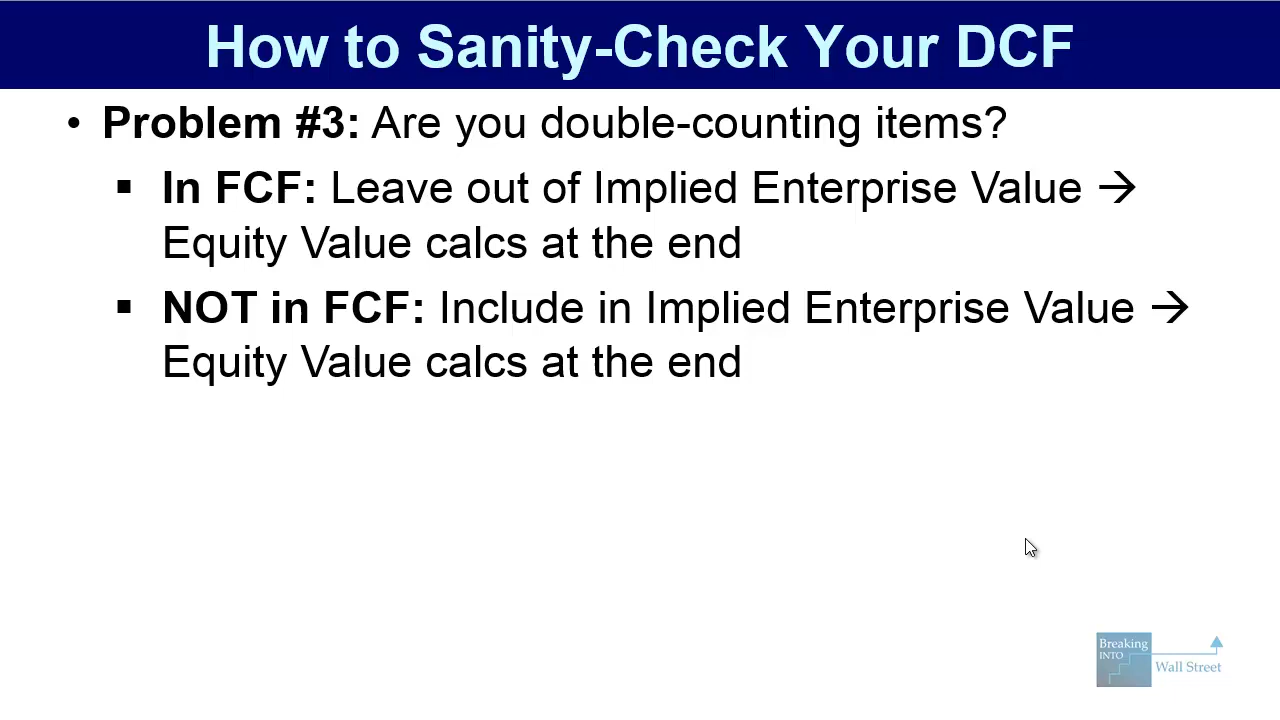 How to Sanity-Check Your DCF
• Problem #3: Are you double-counting items?
▪ In FCF: Leave out of Implied Enterprise Value →
Equity Value calcs at the end
▪ NOT in FCF: Include in Implied Enterprise Value →
Equity Value calcs at the end
Breaking
INTO
Wall Street